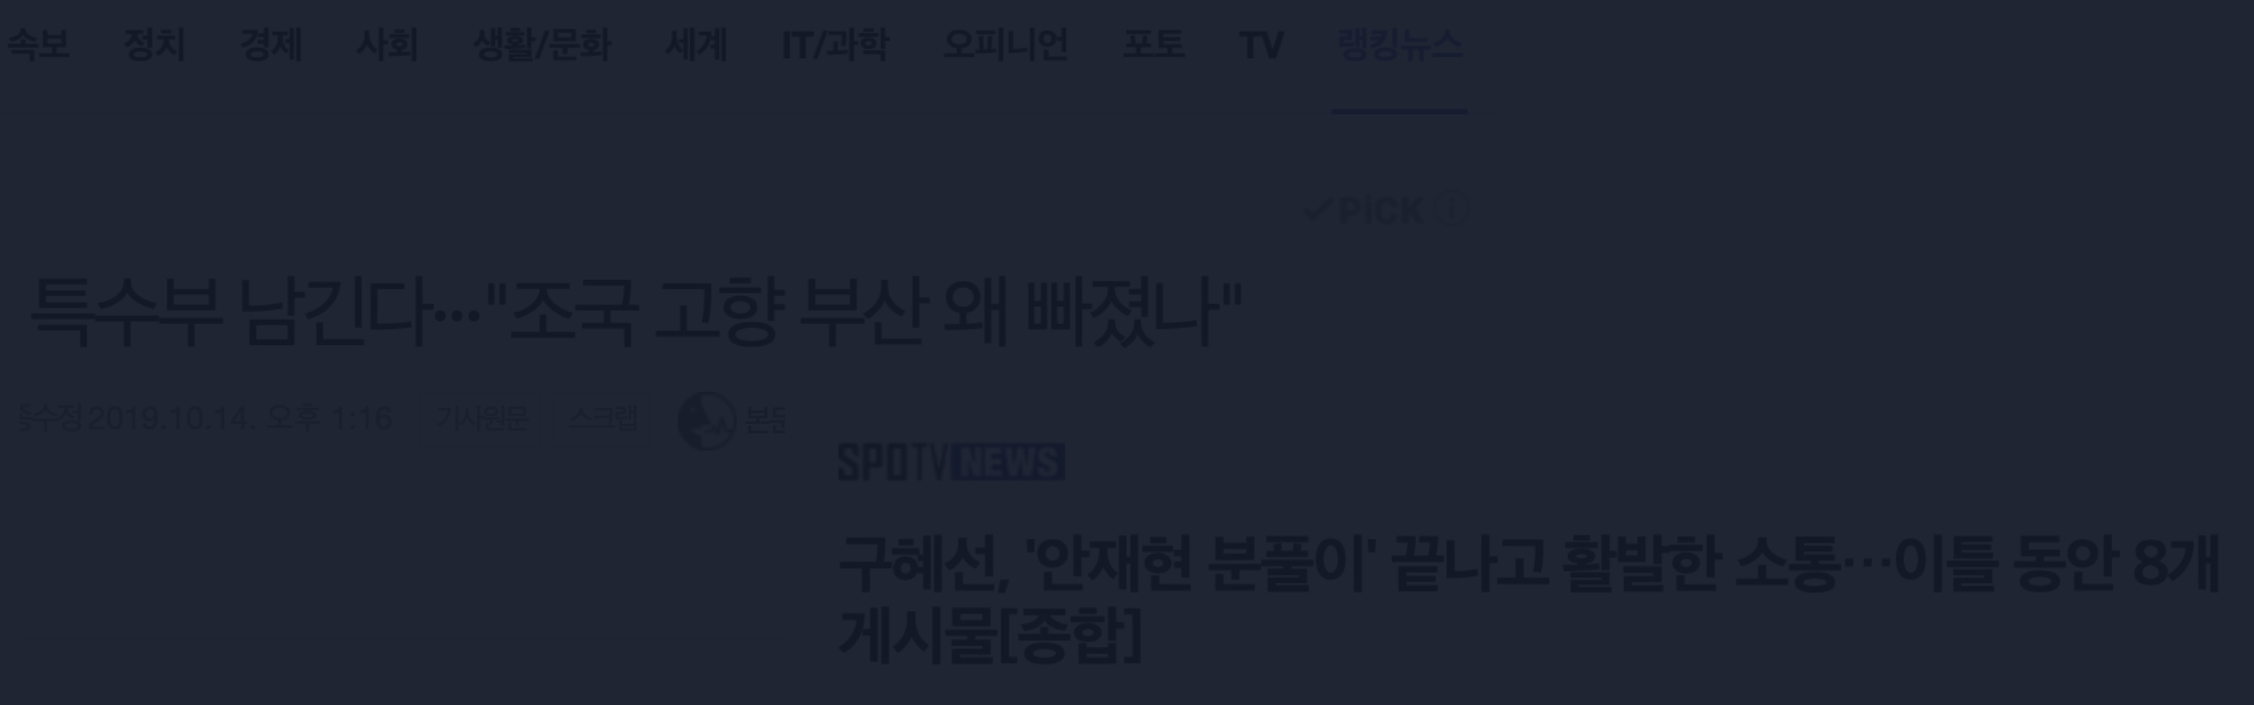 속보 정치 경제 사회 생활/문화 세계 IT/과학 오피니언 포토 TV 랭킹뉴스
PiCK
특수부 남긴다···"조국 고향 부산 왜 빠졌나"
수정 2019.10.14. 오후 1:16 기사원문 스크랩
SPOTV NEWS
구혜선, '안재현 분풀이' 끝나고 활발한 소통···이틀 동안 8개
게시물[종합]